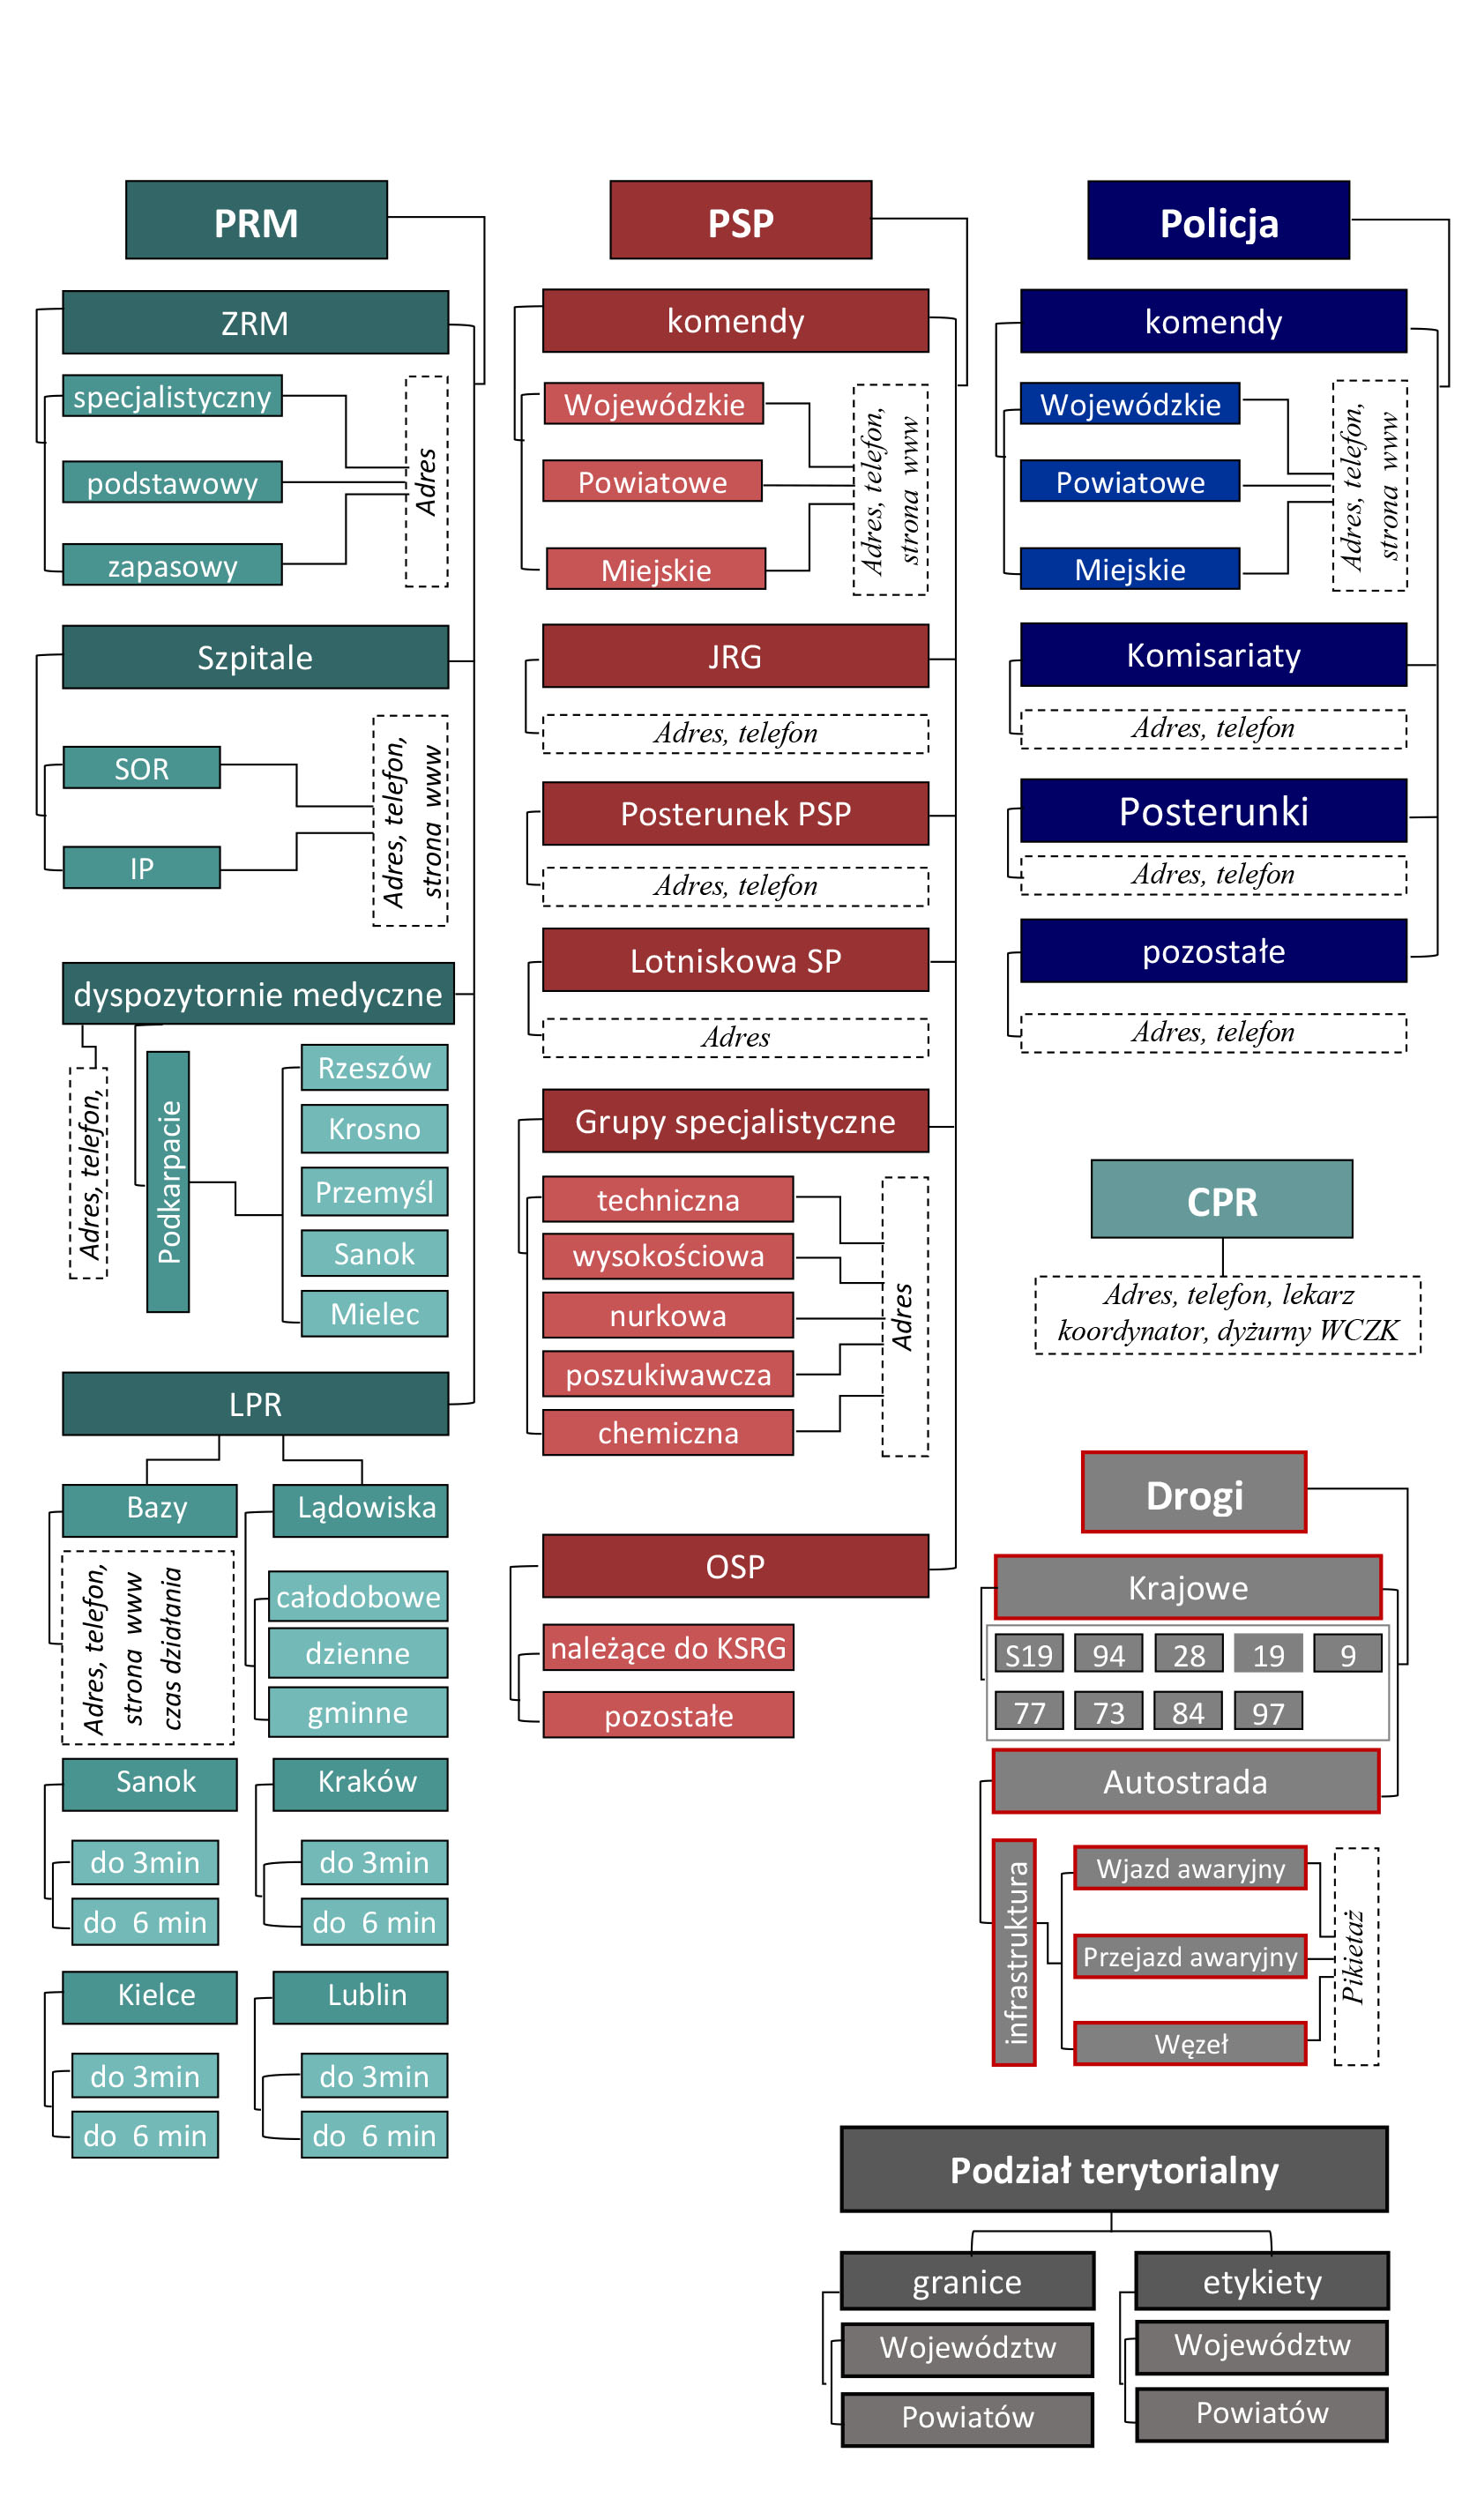 PRM
ZRM
specjalistyczny
podstawowy
zapasowy
Adres
Szpitale
SOR
IP
Adres, telefon,
strona www
dyspozytornie medyczne
Adres, telefon,
Podkarpacie
Rzeszów
Krosno
Przemyśl
Sanok
Mielec
LPR
Bazy
Adres, telefon,
strona www
czas działania
Lądowiska
całodobowe
dzienne
gminne
Sanok
do 3min
do 6 min
Kraków
do 3min
do 6 min
Kielce
do 3min
do 6 min
Lublin
do 3min
do 6 min
PSP
komendy
Wojewódzkie
Powiatowe
Miejskie
Adres, telefon,
strona www
JRG
Adres, telefon
Posterunek PSP
Adres, telefon
Lotniskowa SP
Adres
Grupy specjalistyczne
techniczna
wysokościowa
nurkowa
poszukiwawcza
chemiczna
Adres
OSP
należące do KSRG
pozostałe
Policja
komendy
Wojewódzkie
Powiatowe
Miejskie
Adres, telefon,
strona www
Komisariaty
Adres, telefon
Posterunki
Adres, telefon
pozostałe
Adres, telefon
CPR
Adres, telefon, lekarz
koordynator, dyżurny WCZK
Drogi
Krajowe
S19 94 28 19 9
77 73 84 97
Autostrada
infrastruktura
Wjazd awaryjny
Przejazd awaryjny
Węzeł
Pikietaż
Podział terytorialny
granice
Województw
Powiatów
etykiety
Województw
Powiatów